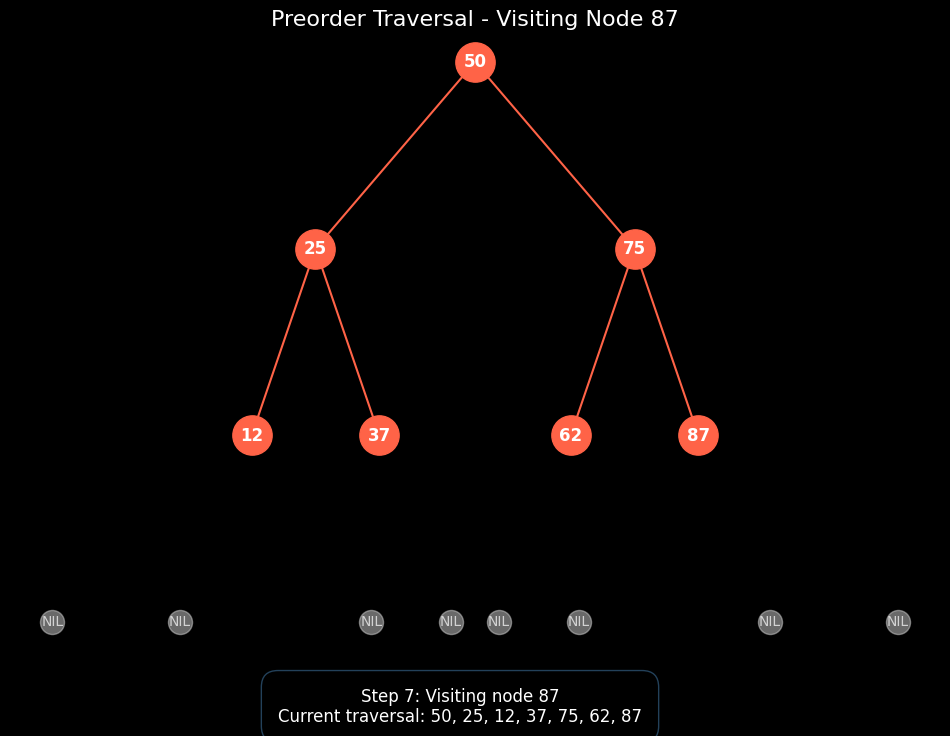 Preorder Traversal - Visiting Node 87
50
25
75
12
37
62
87
NIL
NIL
NIL
NIL
NIL
NIL
NIL
NIL
Step 7: Visiting node 87
Current traversal: 50, 25, 12, 37, 75, 62, 87